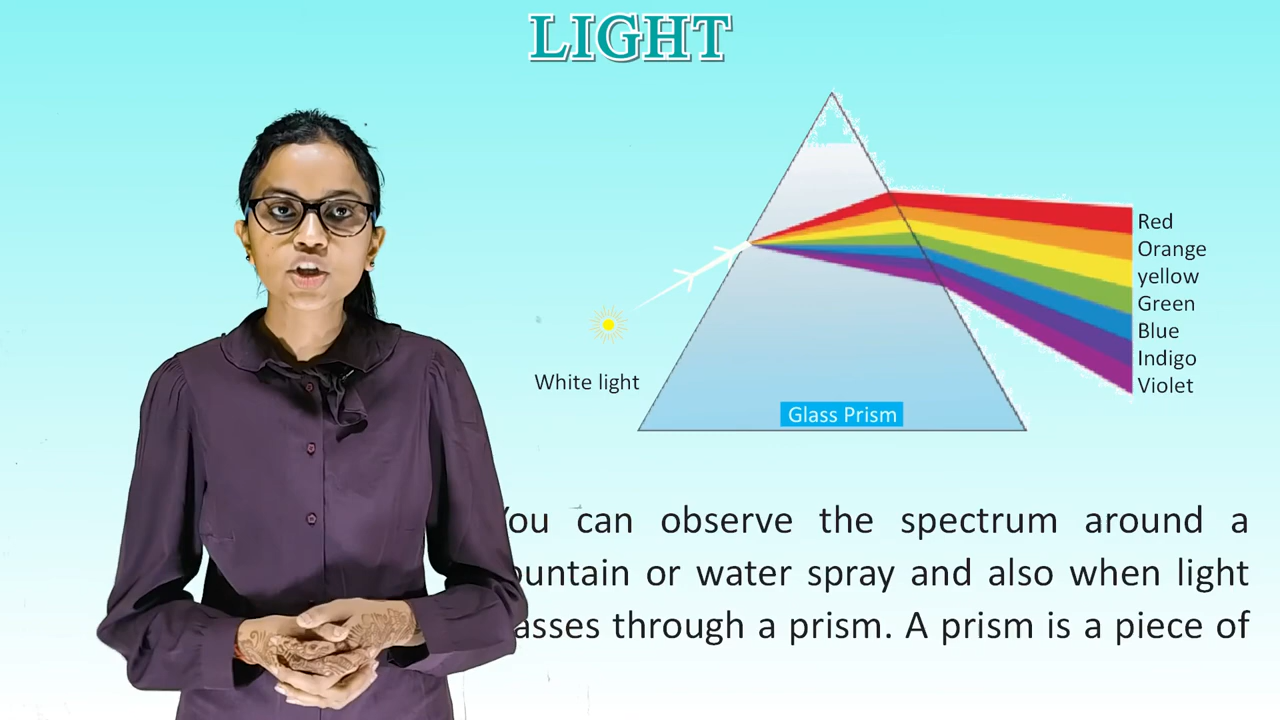 LIGHT
Red
Orange
yellow
Green
Blue
Indigo
Violet
White light
Glass Prism
You can observe the spectrum around a
ountain or water spray and also when light
asses through a prism. A prism is a piece of